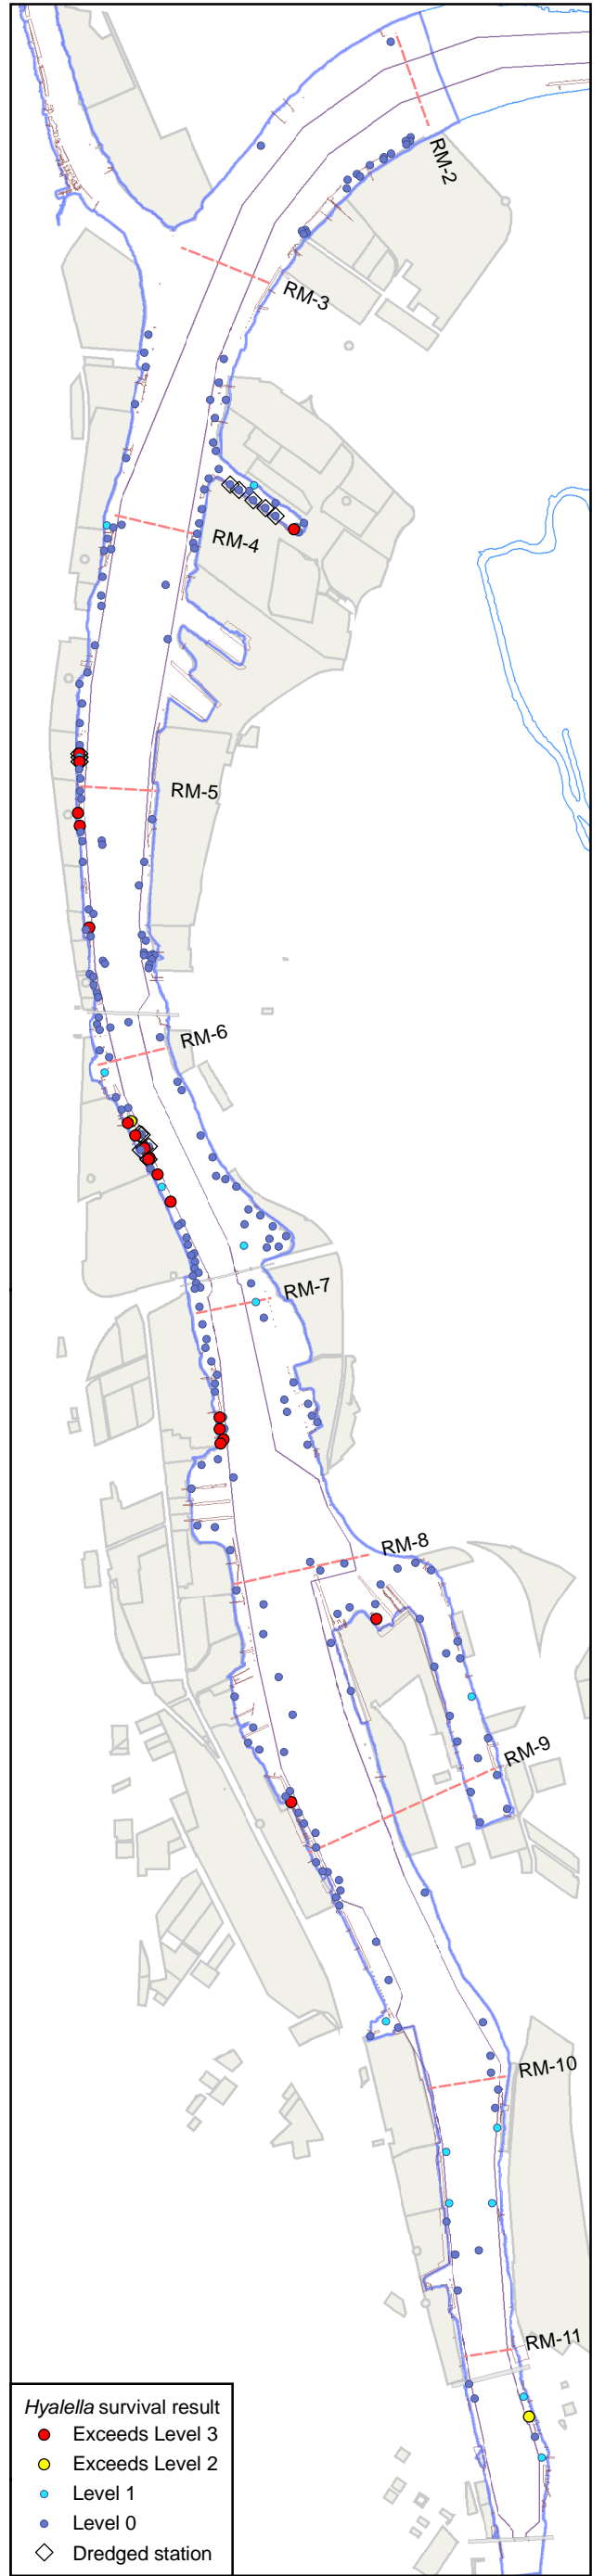 RM-2
RM-3
RM-4
RM-5
RM-6
RM-7
RM-8
RM-9
RM-10
RM-11
Hyalella survival result
Exceeds Level 3
Exceeds Level 2
Level 1
Level 0
Dredged station